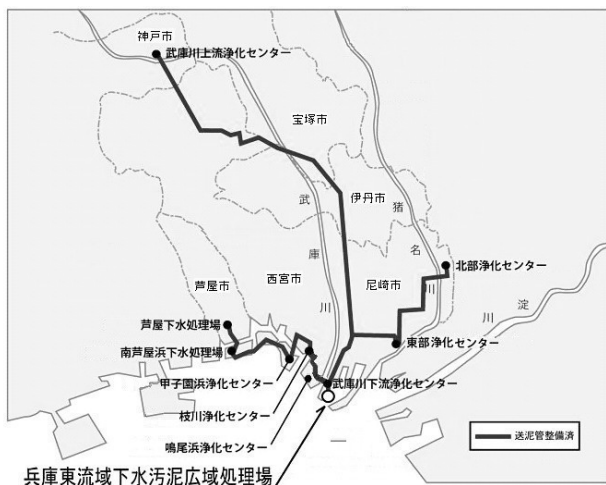 神戸市
武庫川上流浄化センター
宝塚市
伊丹市
武
庫
川
猪
名
川
西宮市
尼崎市
北部浄化センター
芦屋市
淀
川
芦屋下水処理場
南芦屋浜下水処理場
東部浄化センター
甲子園浜浄化センター
武庫川下流浄化センター
枝川浄化センター
鳴尾浜浄化センター
送泥管整備済
兵庫東流域下水汚泥広域処理場